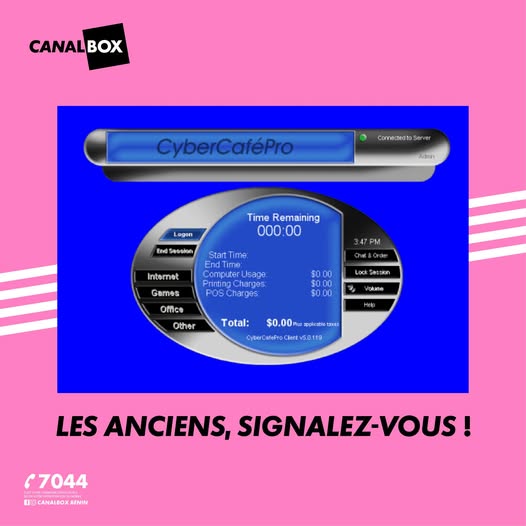 CANALBOX
CyberCaféPro
Connected to Server
Admin
Time Remaining
000:00
Logon
End Session
Internet
Games
Office
Other
Start Time:
End Time:
Computer Usage: $0.00
Printing Charges: $0.00
POS Charges: $0.00
Total: $0.00 Plus applicable taxes
CyberCafePro Client v5.0.119
3:47 PM
Chat & Order
Lock Session
Volume
Help
LES ANCIENS, SIGNALEZ-VOUS !
7044
CANALBOX BENIN